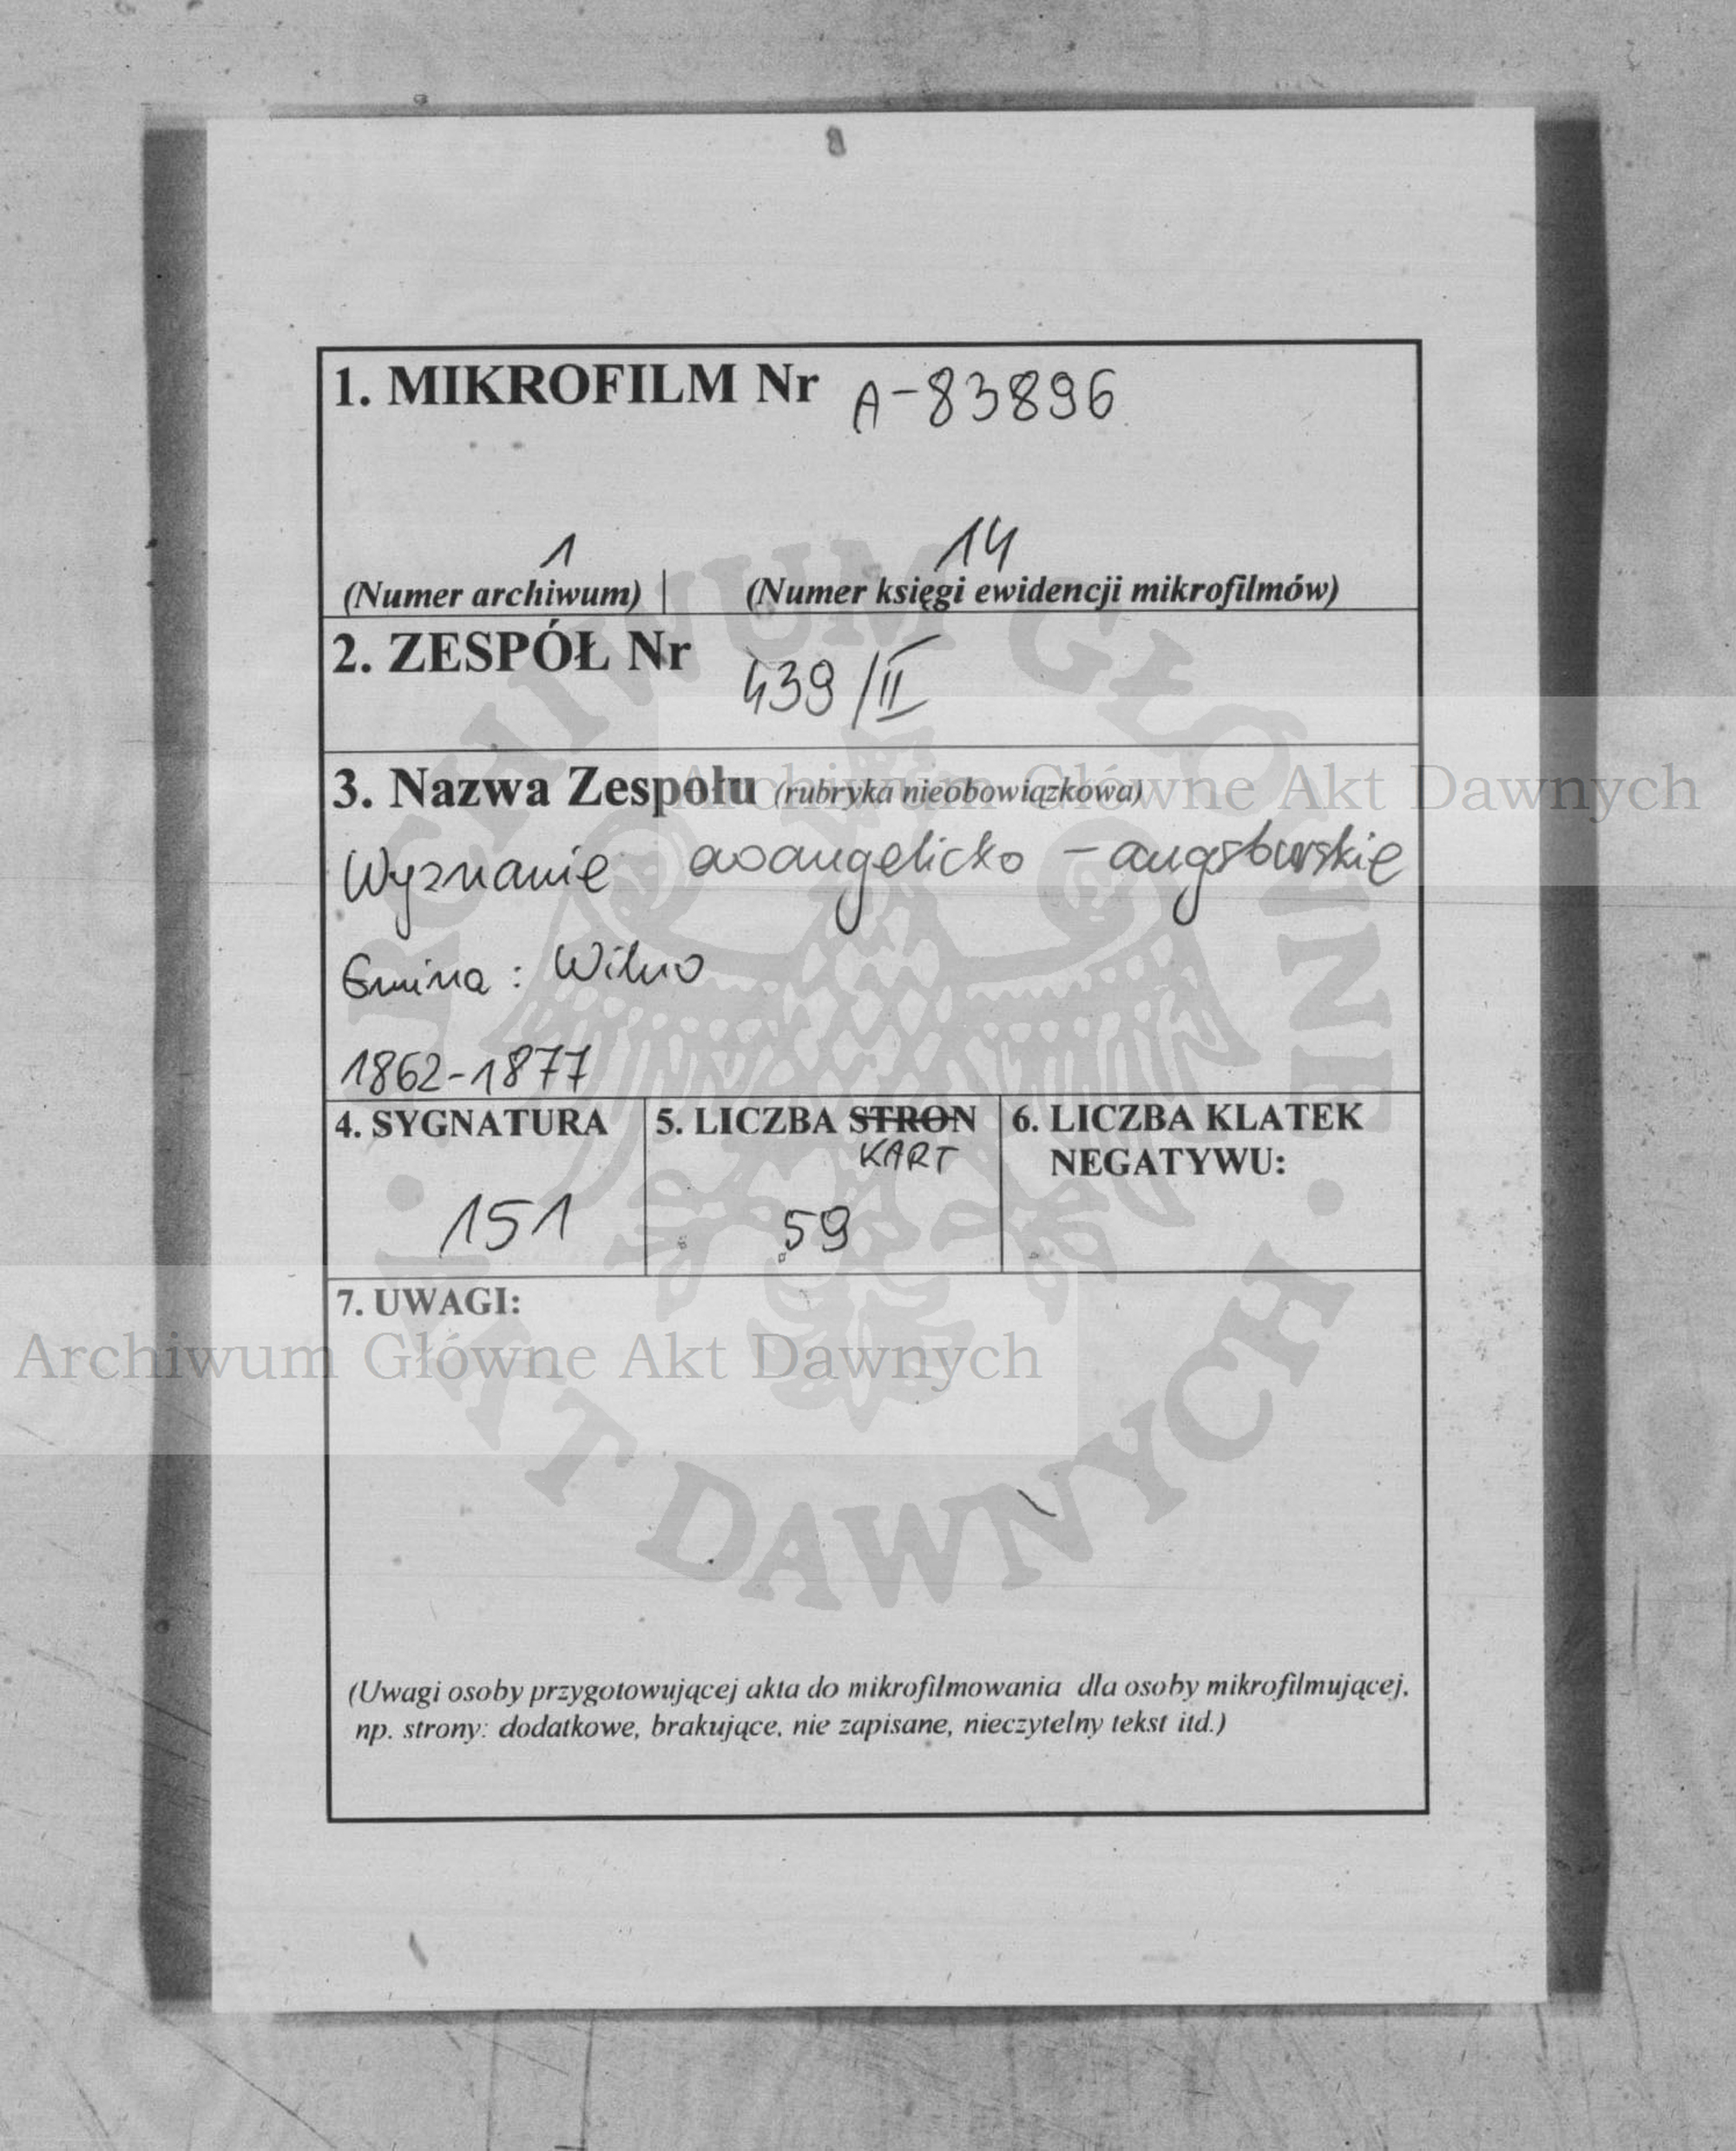 1. MIKROFILM Nr A-83896
1 14
(Numer archiwum) | (Numer księgi ewidencji mikrofilmów)
2. ZESPÓŁ Nr 439/II
3. Nazwa Zespołu (rubryka nieobowiązkowa)
Archiwum Główne Akt Dawnych
Wyznanie ewangelicko - augsburskie
Gmina: Wilno
1862-1877
4. SYGNATURA 5. LICZBA STRON 6. LICZBA KLATEK
KART NEGATYWU:
151 59
7. UWAGI:
Archiwum Główne Akt Dawnych
ARCHIWUM GŁÓWNE
AKT DAWNYCH
(Uwagi osoby przygotowującej akta do mikrofilmowania dla osoby mikrofilmującej,
np. strony: dodatkowe, brakujące, nie zapisane, nieczytelny tekst itd.)